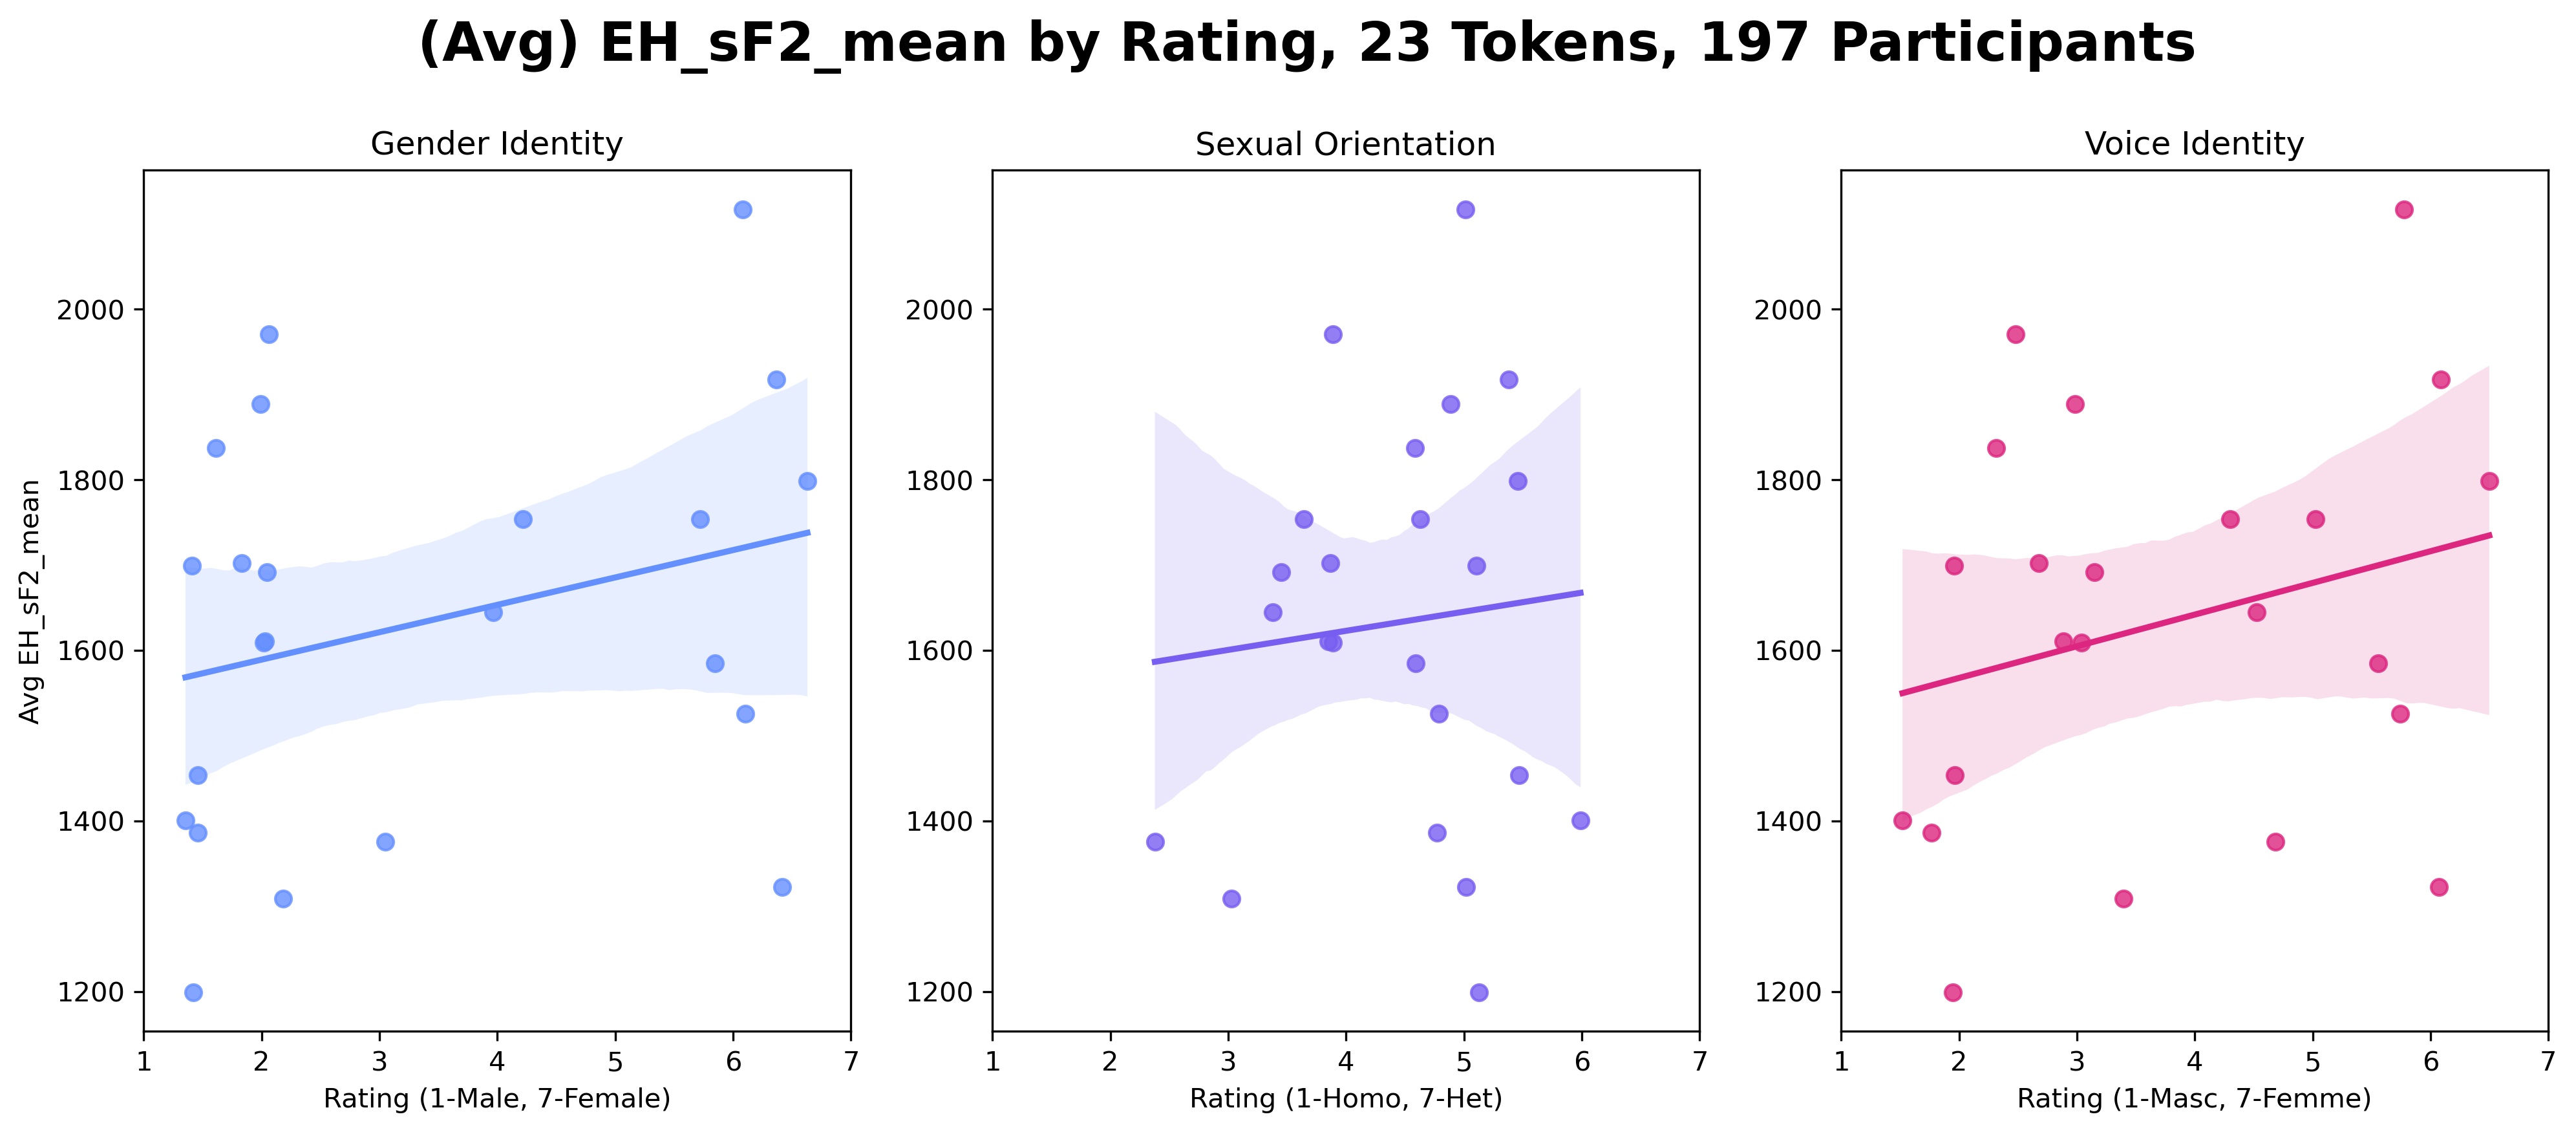 (Avg) EH_sF2_mean by Rating, 23 Tokens, 197 Participants
Gender Identity
Avg EH_sF2_mean
2000
1800
1600
1400
1200
1 2 3 4 5 6 7
Rating (1-Male, 7-Female)
Sexual Orientation
2000
1800
1600
1400
1200
1 2 3 4 5 6 7
Rating (1-Homo, 7-Het)
Voice Identity
2000
1800
1600
1400
1200
1 2 3 4 5 6 7
Rating (1-Masc, 7-Femme)